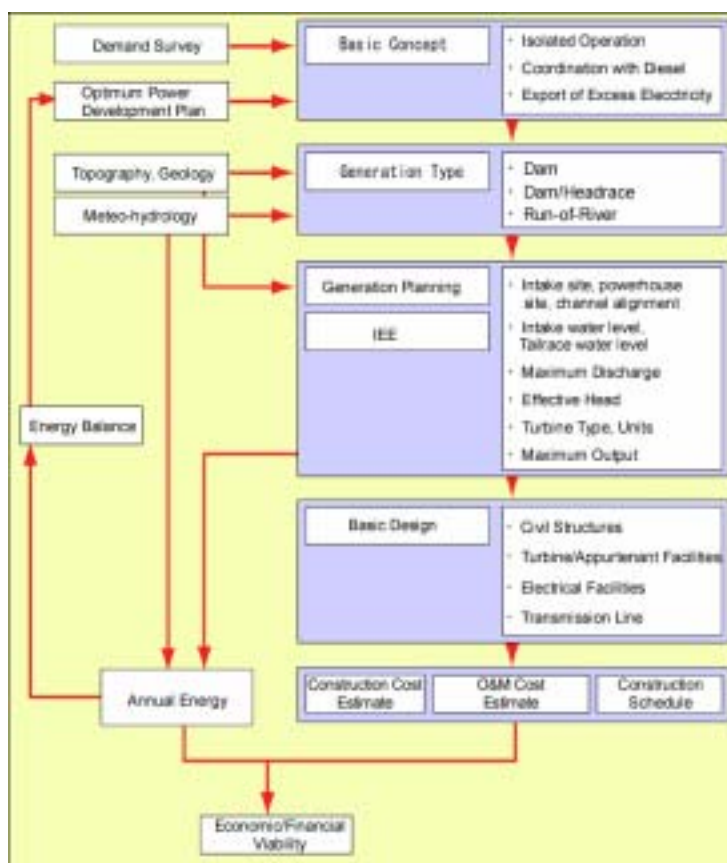 Demand Survey
Basic Concept
· Isolated Operation
· Coordination with Diesel
· Export of Excess Elecctricity
Optimum Power
Development Plan
Topography, Geology
Meteo-hydrology
Generation Type
· Dam
· Dam/Headrace
· Run-of-River
Generation Planning
IEE
· Intake site, powerhouse
site, channel alignment
· Intake water level,
Tailrace water level
· Maximum Discharge
· Effective Head
· Turbine Type, Units
· Maximum Output
Energy Balance
Basic Design
· Civil Structures
· Turbine/Appurtenant Facilities
· Electrical Facilities
· Transmission Line
Annual Energy
Construction Cost
Estimate
O&M Cost
Estimate
Construction
Schedule
Economic/Financial
Viability